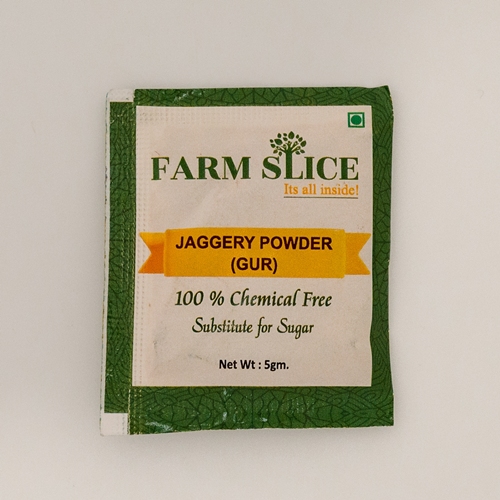 FARM SLICE
Its all inside!
JAGGERY POWDER
(GUR)
100 % Chemical Free
Substitute for Sugar
Net Wt : 5gm.